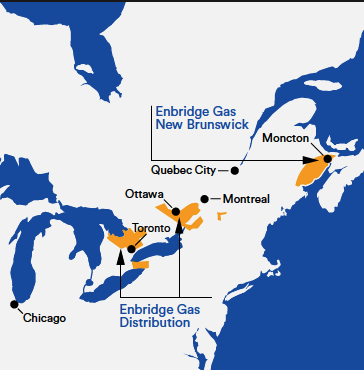 Enbridge Gas
New Brunswick
Moncton
Quebec City
Ottawa
Montreal
Toronto
Enbridge Gas
Distribution
Chicago